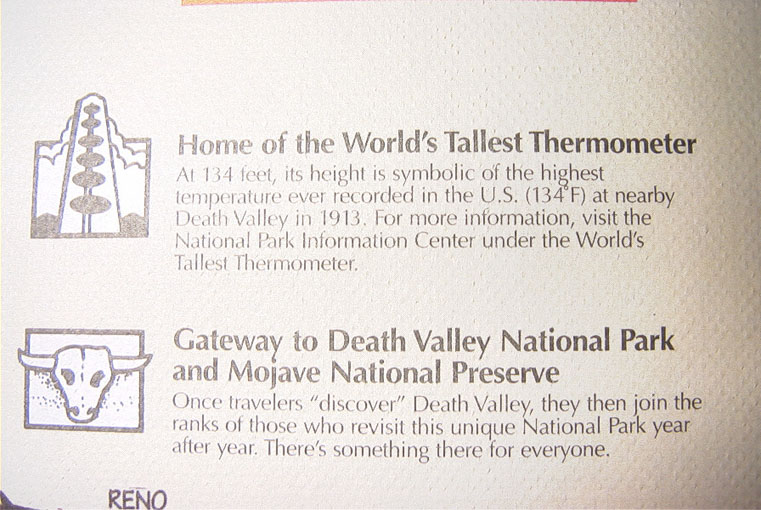 Home of the World's Tallest Thermometer
At 134 feet, its height is symbolic of the highest
temperature ever recorded in the U.S. (134°F) at nearby
Death Valley in 1913. For more information, visit the
National Park Information Center under the World's
Tallest Thermometer.
Gateway to Death Valley National Park
and Mojave National Preserve
Once travelers “discover” Death Valley, they then join the
ranks of those who revisit this unique National Park year
after year. There's something there for everyone.
RENO